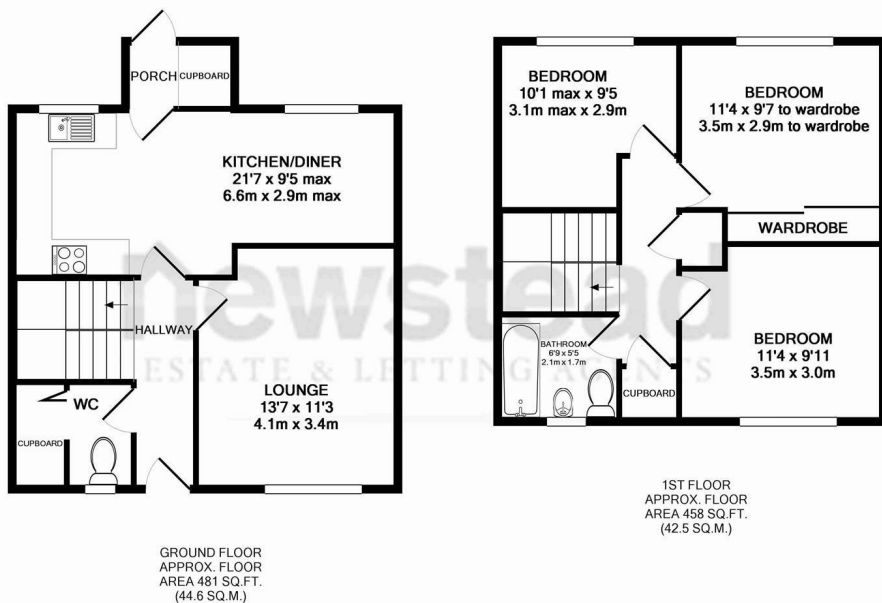 PORCH
CUPBOARD
KITCHEN/DINER
21'7 x 9'5 max
6.6m x 2.9m max
HALLWAY
LOUNGE
13'7 x 11'3
4.1m x 3.4m
WC
CUPBOARD
GROUND FLOOR
APPROX. FLOOR
AREA 481 SQ.FT.
(44.6 SQ.M.)
BEDROOM
10'1 max x 9'5
3.1m max x 2.9m
BEDROOM
11'4 x 9'7 to wardrobe
3.5m x 2.9m to wardrobe
WARDROBE
BATHROOM
6'9 x 5'5
2.1m x 1.7m
CUPBOARD
BEDROOM
11'4 x 9'11
3.5m x 3.0m
1ST FLOOR
APPROX. FLOOR
AREA 458 SQ.FT.
(42.5 SQ.M.)
newstead
ESTATE & LETTING AGENTS